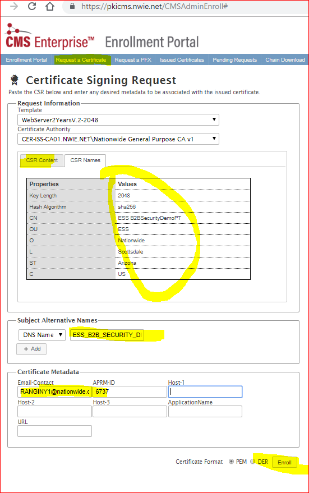 https://pkicms.nwie.net/CMSAdminEnroll#
CMS Enterprise™ Enrollment Portal
Enrollment Portal Request a Certificate Request a PFX Issued Certificates Pending Requests Chain Download
Certificate Signing Request
Paste the CSR below and enter any desired metadata to be associated with the issued certificate.
Request Information
Template
WebServer2YearsV.2-2048
Certificate Authority
CER-ISS-CA01.NWIE.NET\Nationwide General Purpose CA v1
CSR Content CSR Names
Properties Values
Key Length 2048
Hash Algorithm sha256
CN ESS B2BSecurityDemoPT
OU ESS
O Nationwide
L Scottsdale
ST Arizona
C US
Subject Alternative Names
DNS Name ESS_B2B_SECURITY_D
+ Add
Certificate Metadata
Email-Contact APRM-ID Host-1
RANGINY1@nationwide.c 6737
Host-2 Host-3 ApplicationName
URL
Certificate Format: PEM DER Enroll